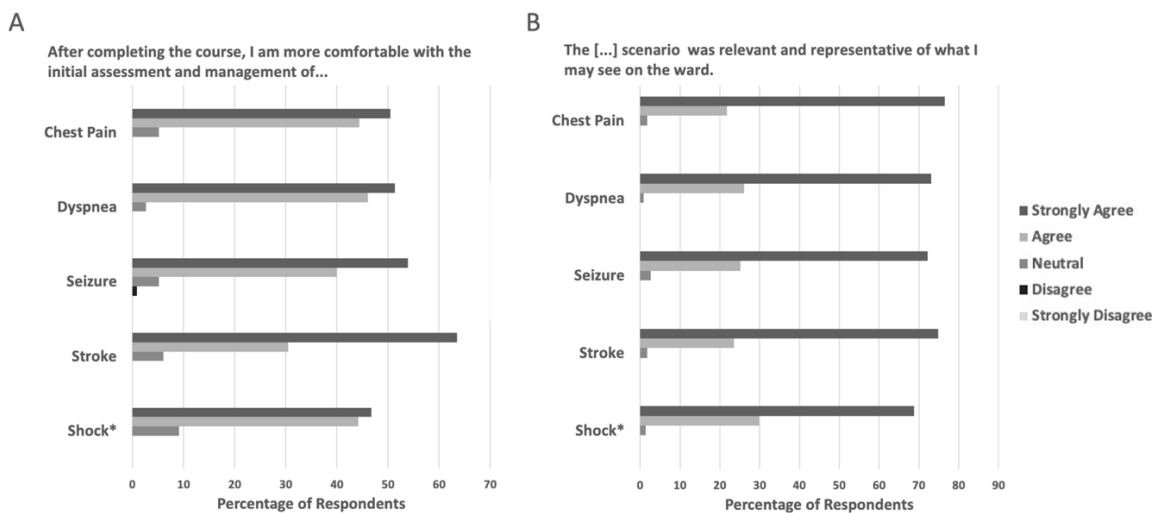 A
After completing the course, I am more comfortable with the
initial assessment and management of...
Chest Pain
Dyspnea
Seizure
Stroke
Shock*
0 10 20 30 40 50 60 70
Percentage of Respondents
B
The [...] scenario was relevant and representative of what I
may see on the ward.
Chest Pain
Dyspnea
Seizure
Stroke
Shock*
0 10 20 30 40 50 60 70 80 90
Percentage of Respondents
Strongly Agree
Agree
Neutral
Disagree
Strongly Disagree